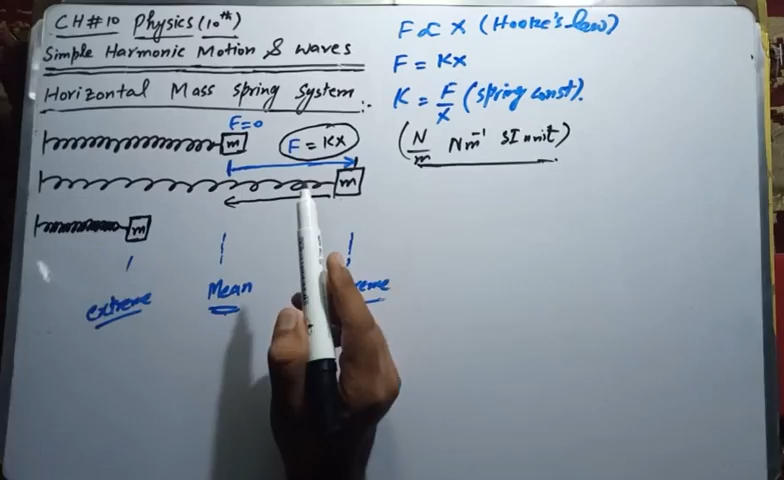 CH#10 Physics (10th)
Simple Harmonic Motion & waves
Horizontal Mass spring System :.
F=0
m
F = Kx
m
m
extreme
Mean
F ∝ x (Hooke's law)
F = Kx
K = F/x (spring const).
(N/m Nm⁻¹ SI unit)